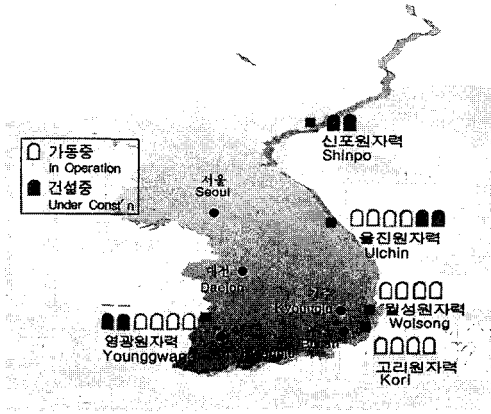 가동중
In Operation
건설중
Under Const'n
신포원자력
Shinpo
서울
Seoul
울진원자력
Ulchin
대전
월성원자력
Wolsong
영광원자력
Younggwang
고리원자력
Kori